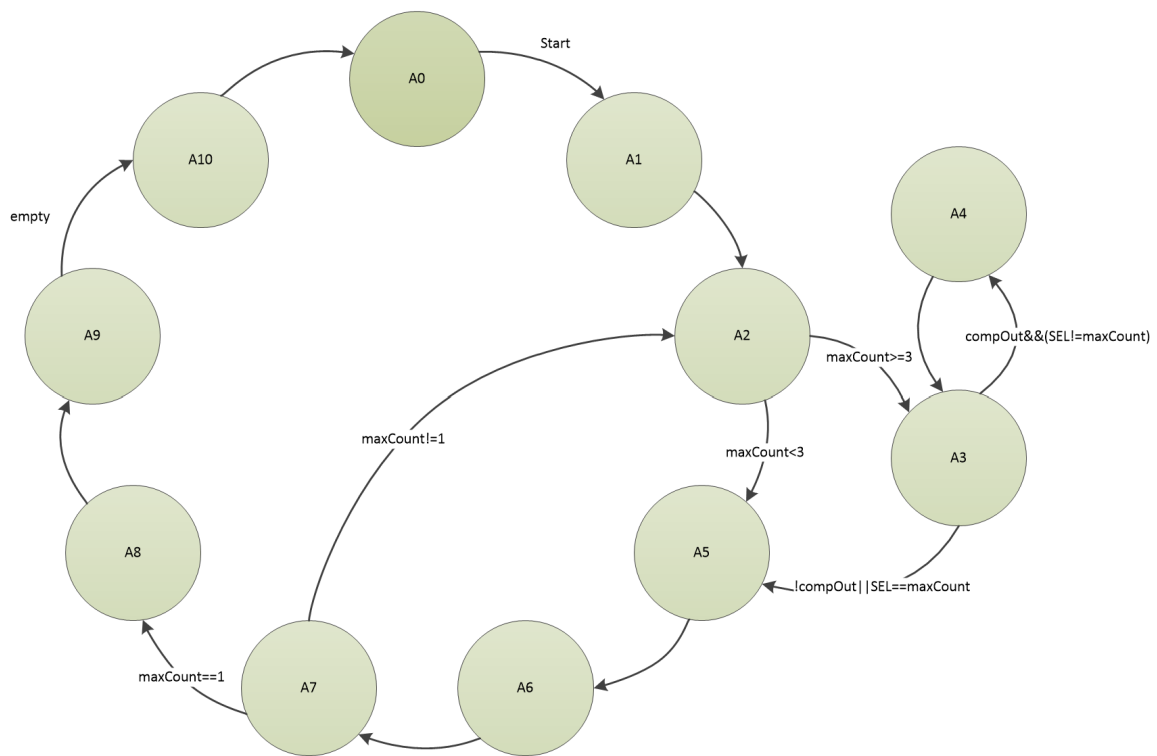 A0
Start
A10
A1
A4
empty
A9
A2
compOut&&(SEL!=maxCount)
maxCount>=3
maxCount!=1
maxCount<3
A3
A8
A5
!compOut||SEL==maxCount
maxCount==1
A7
A6